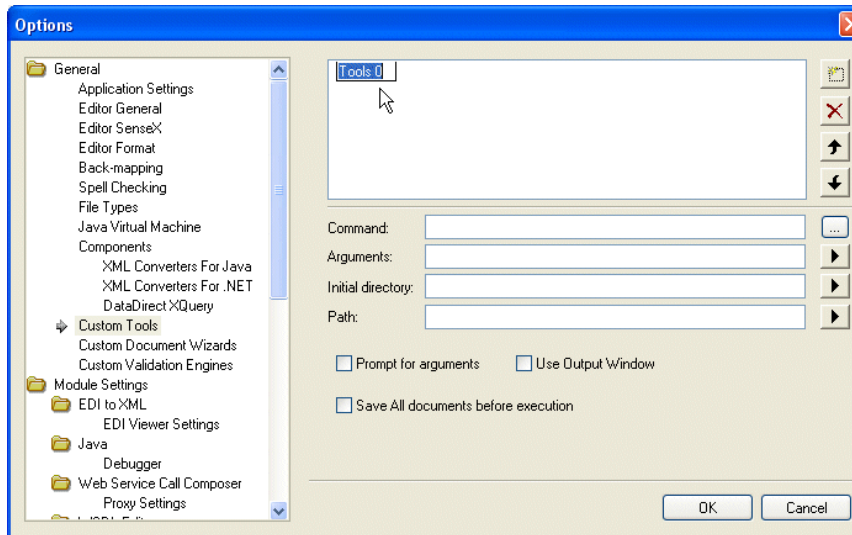 Options
General
Application Settings
Editor General
Editor SenseX
Editor Format
Back-mapping
Spell Checking
File Types
Java Virtual Machine
Components
XML Converters For Java
XML Converters For .NET
DataDirect XQuery
Custom Tools
Custom Document Wizards
Custom Validation Engines
Module Settings
EDI to XML
EDI Viewer Settings
Java
Debugger
Web Service Call Composer
Proxy Settings
Tools 0
Command:
...
Arguments:
Initial directory:
Path:
Prompt for arguments
Use Output Window
Save All documents before execution
OK
Cancel